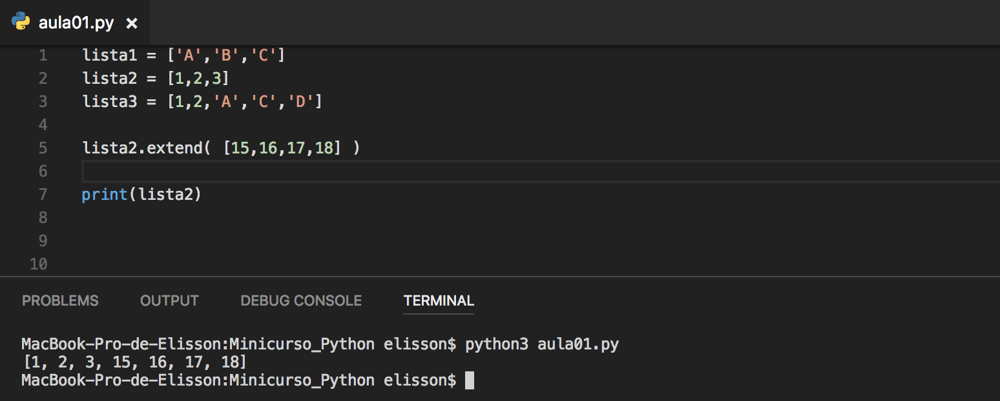 aula01.py ×
1 lista1 = ['A','B','C']
2 lista2 = [1,2,3]
3 lista3 = [1,2,'A','C','D']
4
5 lista2.extend( [15,16,17,18] )
6
7 print(lista2)
8
9
10
PROBLEMS OUTPUT DEBUG CONSOLE TERMINAL
MacBook-Pro-de-Elisson:Minicurso_Python elisson$ python3 aula01.py
[1, 2, 3, 15, 16, 17, 18]
MacBook-Pro-de-Elisson:Minicurso_Python elisson$